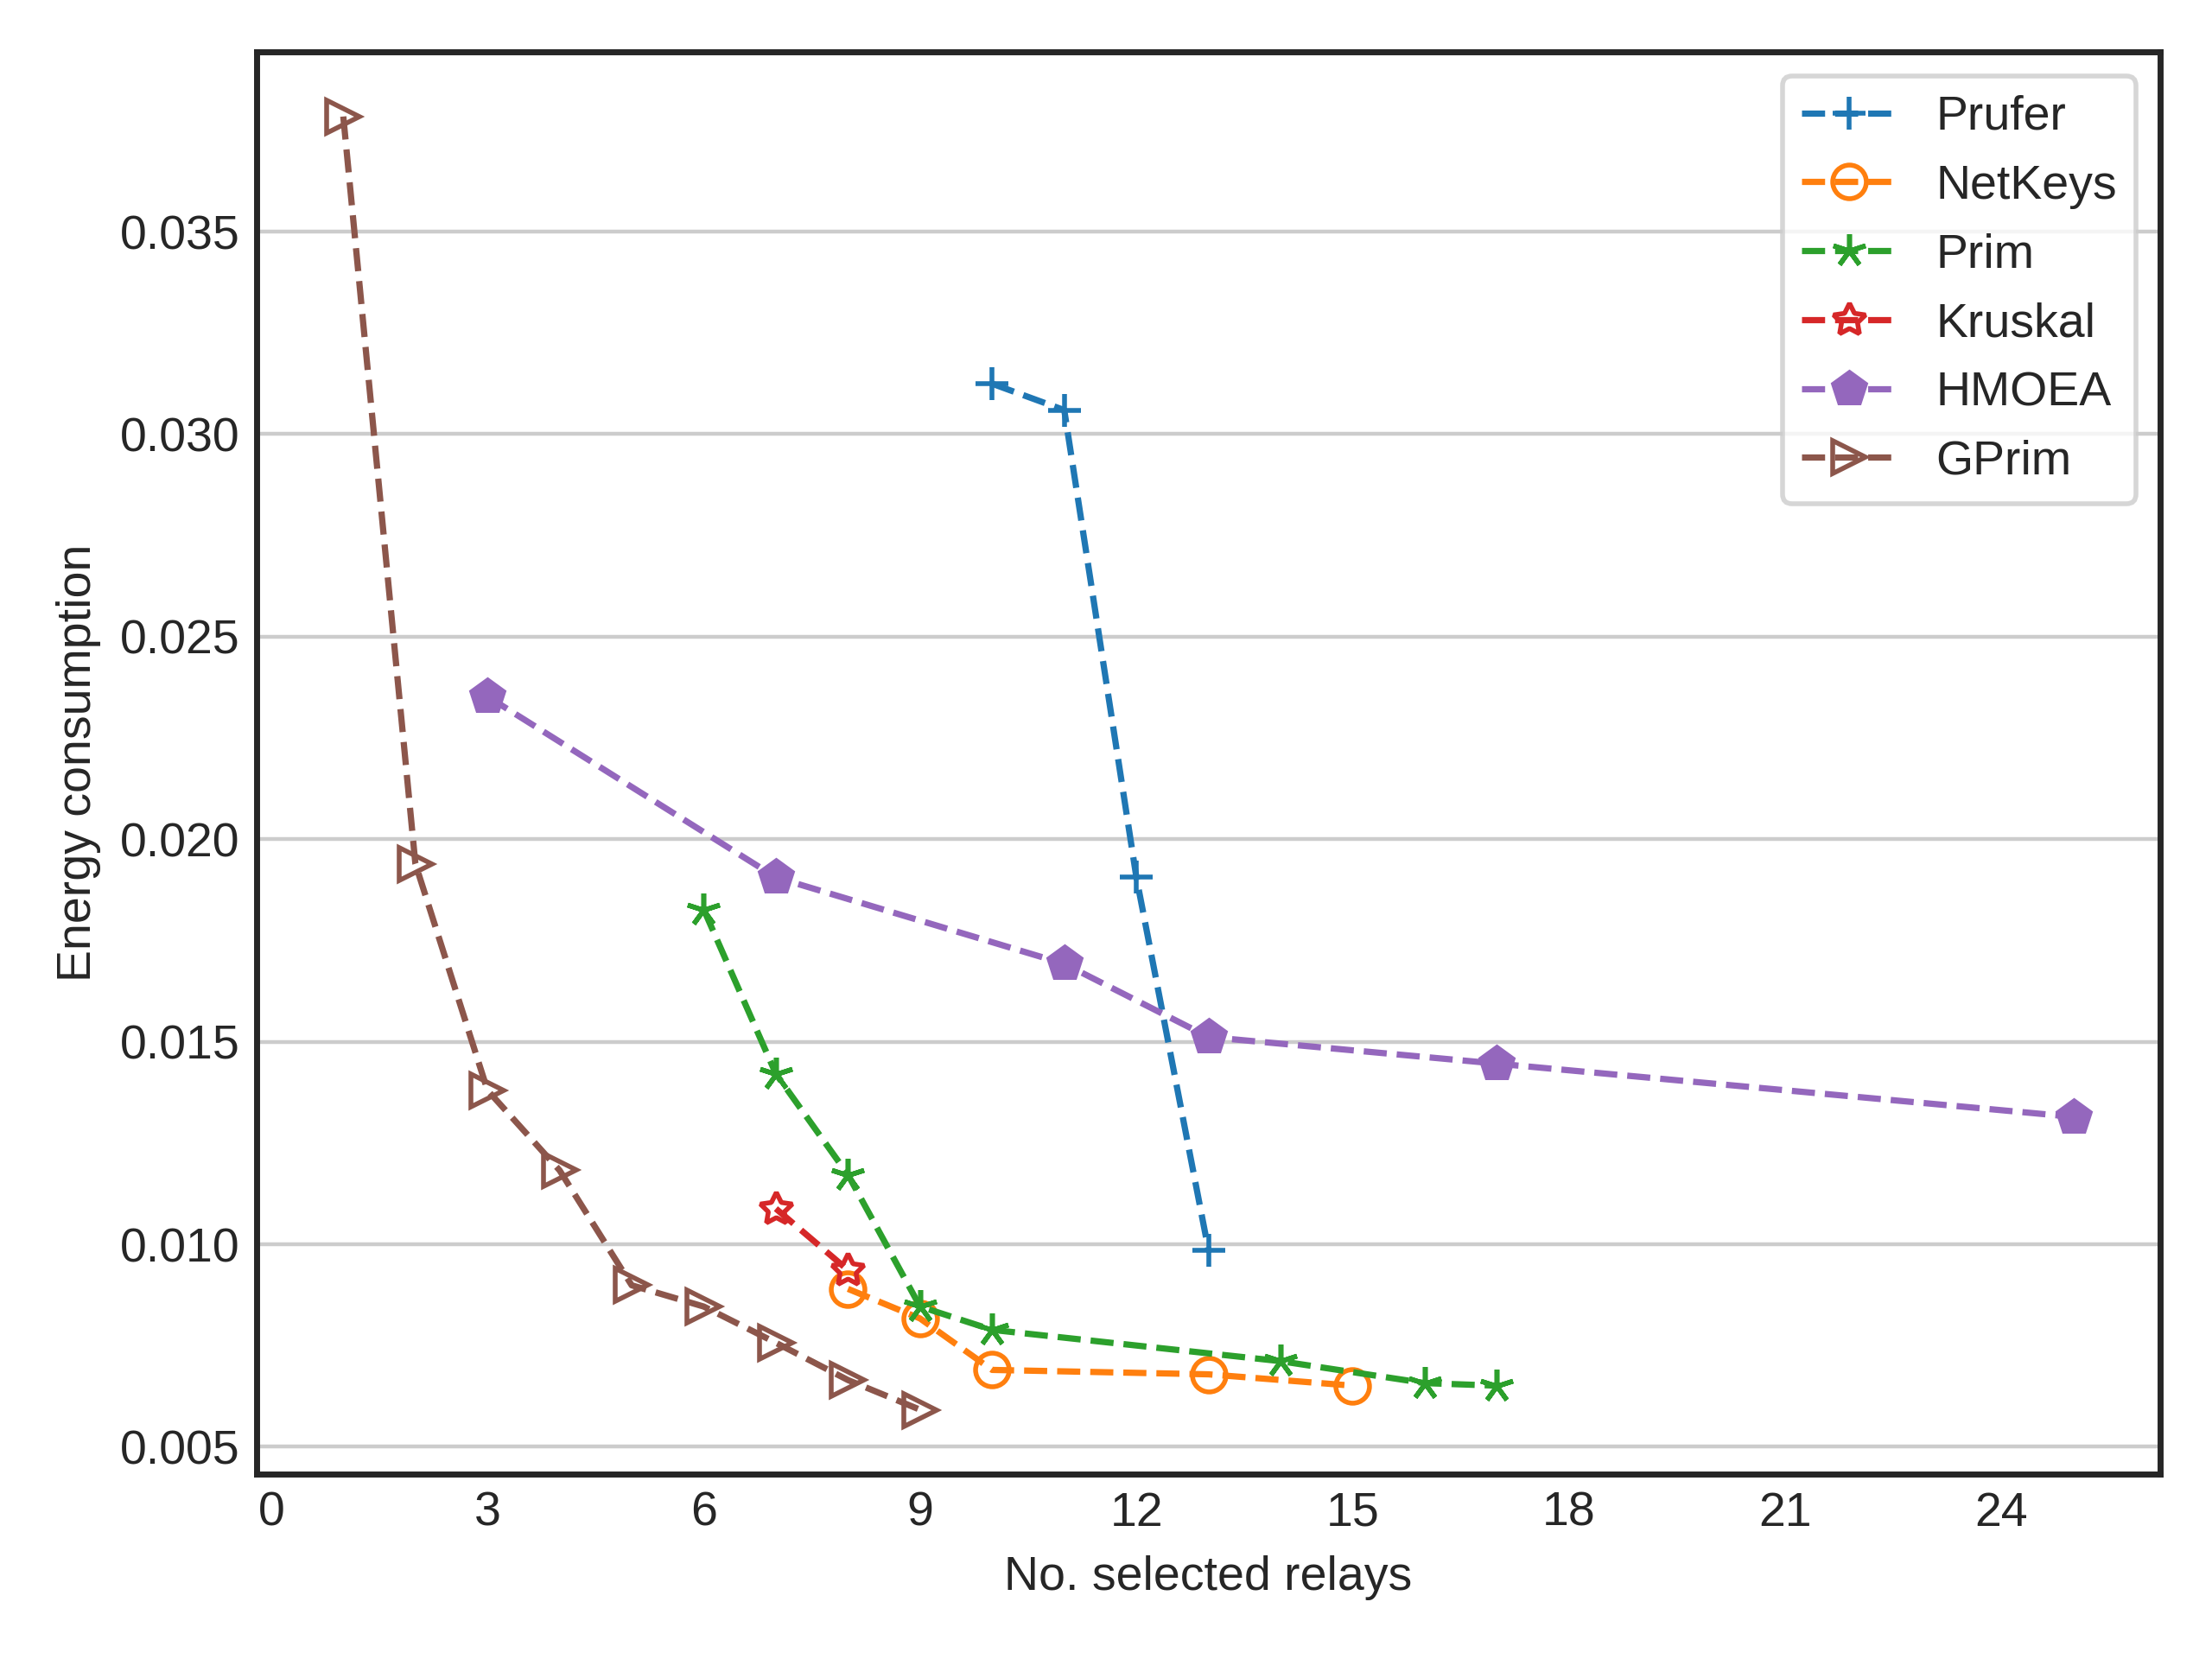 Prufer
NetKeys
Prim
Kruskal
HMOEA
GPrim
0.035
0.030
0.025
0.020
0.015
0.010
0.005
Energy consumption
0 3 6 9 12 15 18 21 24
No. selected relays